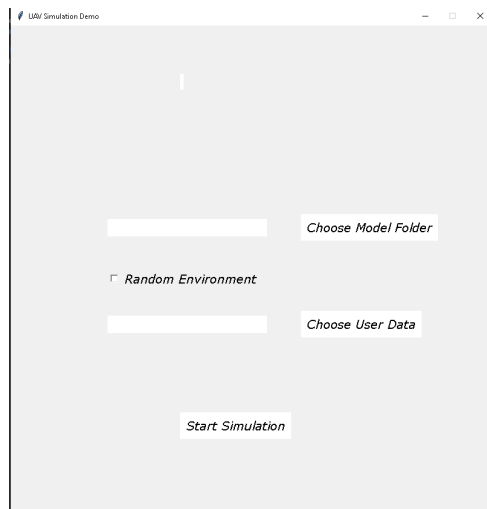 UAV Simulation Demo
Choose Model Folder
Random Environment
Choose User Data
Start Simulation